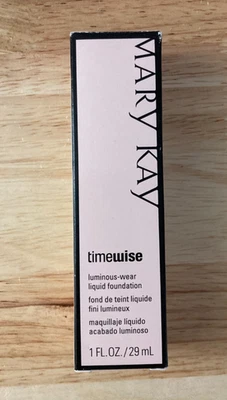 MARY KAY
timewise
luminous-wear
liquid foundation
fond de teint liquide
fini lumineux
maquillaje líquido
acabado luminoso
1 FL.OZ./29 mL